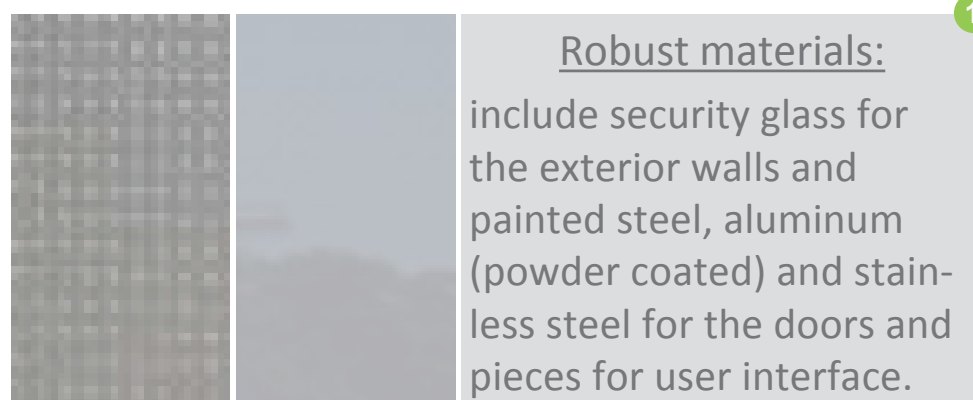 Robust materials:
include security glass for
the exterior walls and
painted steel, aluminum
(powder coated) and stain-
less steel for the doors and
pieces for user interface.